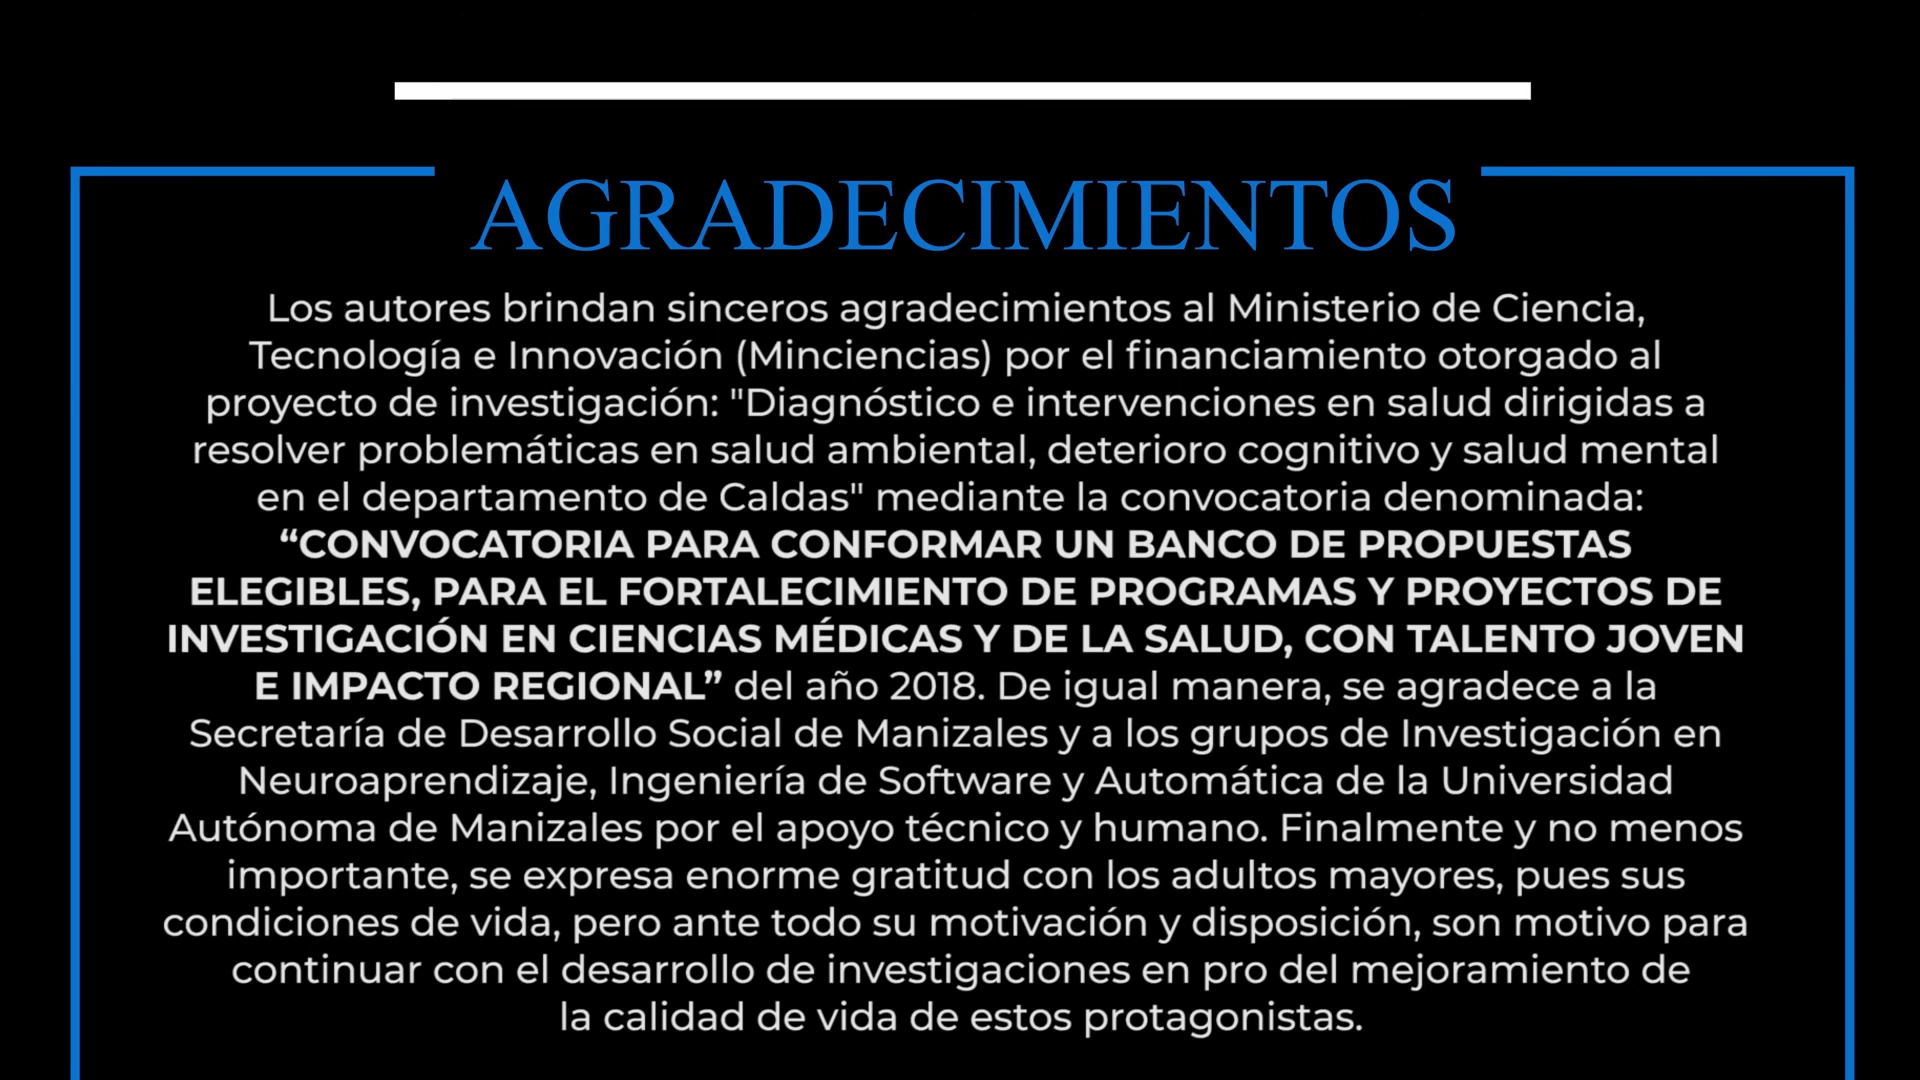 AGRADECIMIENTOS
Los autores brindan sinceros agradecimientos al Ministerio de Ciencia,
Tecnología e Innovación (Minciencias) por el financiamiento otorgado al
proyecto de investigación: "Diagnóstico e intervenciones en salud dirigidas a
resolver problemáticas en salud ambiental, deterioro cognitivo y salud mental
en el departamento de Caldas" mediante la convocatoria denominada:
“CONVOCATORIA PARA CONFORMAR UN BANCO DE PROPUESTAS
ELEGIBLES, PARA EL FORTALECIMIENTO DE PROGRAMAS Y PROYECTOS DE
INVESTIGACIÓN EN CIENCIAS MÉDICAS Y DE LA SALUD, CON TALENTO JOVEN
E IMPACTO REGIONAL” del año 2018. De igual manera, se agradece a la
Secretaría de Desarrollo Social de Manizales y a los grupos de Investigación en
Neuroaprendizaje, Ingeniería de Software y Automática de la Universidad
Autónoma de Manizales por el apoyo técnico y humano. Finalmente y no menos
importante, se expresa enorme gratitud con los adultos mayores, pues sus
condiciones de vida, pero ante todo su motivación y disposición, son motivo para
continuar con el desarrollo de investigaciones en pro del mejoramiento de
la calidad de vida de estos protagonistas.